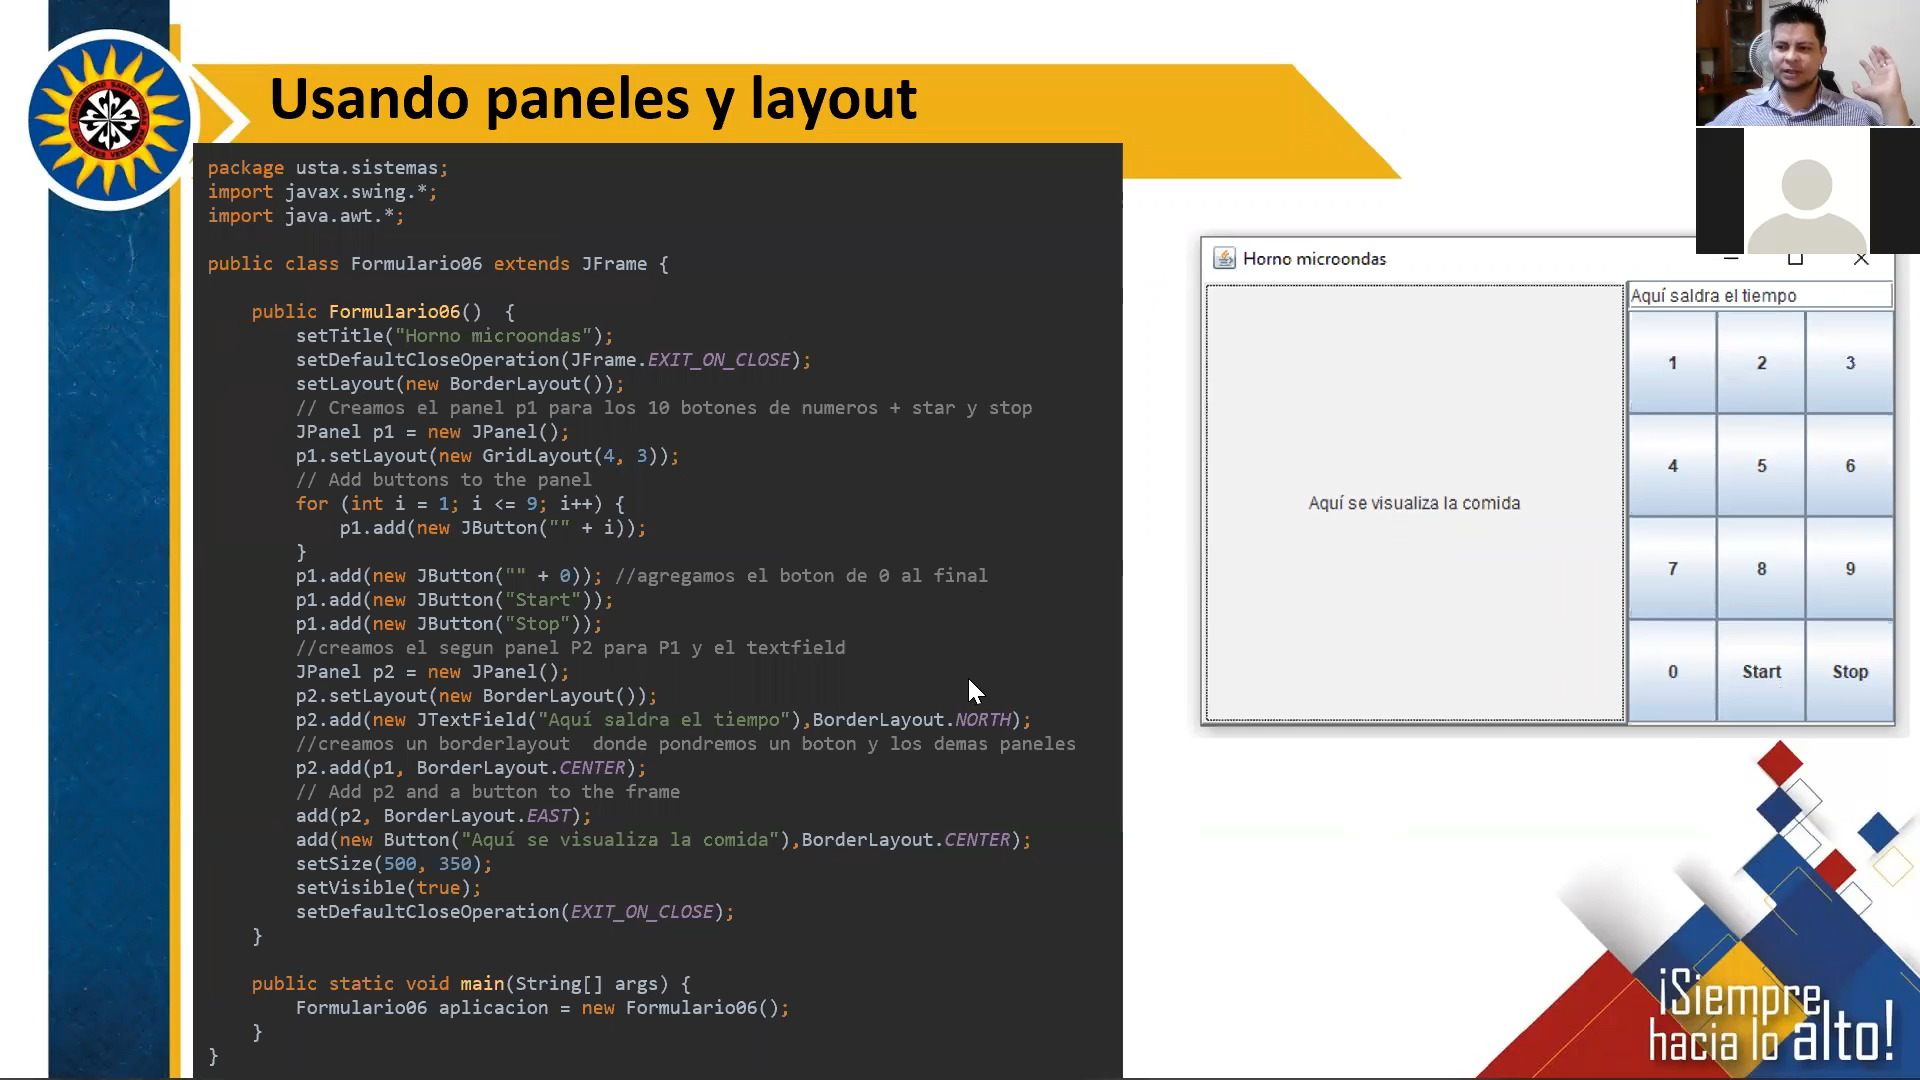 Usando paneles y layout
package usta.sistemas;
import javax.swing.*;
import java.awt.*;
public class Formulario06 extends JFrame {
public Formulario06()  {
setTitle("Horno microondas");
setDefaultCloseOperation(JFrame.EXIT_ON_CLOSE);
setLayout(new BorderLayout());
// Creamos el panel p1 para los 10 botones de numeros + star y stop
JPanel p1 = new JPanel();
p1.setLayout(new GridLayout(4, 3));
// Add buttons to the panel
for (int i = 1; i <= 9; i++) {
p1.add(new JButton("" + i));
}
p1.add(new JButton("" + 0)); //agregamos el boton de 0 al final
p1.add(new JButton("Start"));
p1.add(new JButton("Stop"));
//creamos el segun panel P2 para P1 y el textfield
JPanel p2 = new JPanel();
p2.setLayout(new BorderLayout());
p2.add(new JTextField("Aquí saldra el tiempo"),BorderLayout.NORTH);
//creamos un borderlayout  donde pondremos un boton y los demas paneles
p2.add(p1, BorderLayout.CENTER);
// Add p2 and a button to the frame
add(p2, BorderLayout.EAST);
add(new Button("Aquí se visualiza la comida"),BorderLayout.CENTER);
setSize(500, 350);
setVisible(true);
setDefaultCloseOperation(EXIT_ON_CLOSE);
}
public static void main(String[] args) {
Formulario06 aplicacion = new Formulario06();
}
}
Horno microondas
Aquí saldra el tiempo
Aquí se visualiza la comida
1 2 3
4 5 6
7 8 9
0 Start Stop
¡Siempre
hacia lo alto!